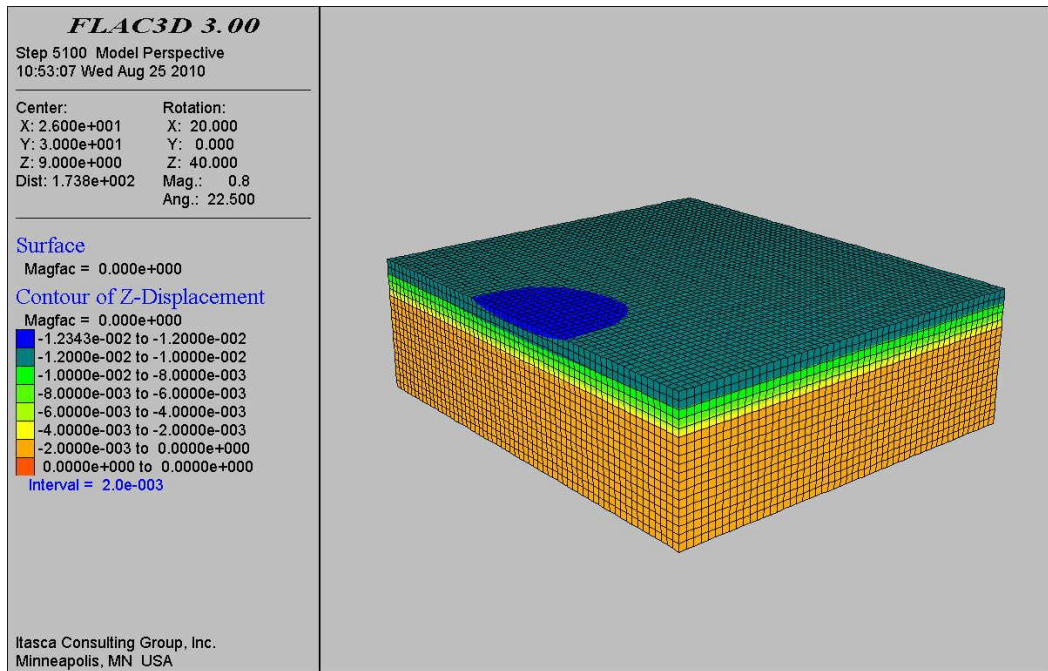 FLAC3D 3.00
Step 5100 Model Perspective
10:53:07 Wed Aug 25 2010
Center: Rotation:
X: 2.600e+001 X: 20.000
Y: 3.000e+001 Y: 0.000
Z: 9.000e+000 Z: 40.000
Dist: 1.738e+002 Mag.: 0.8
Ang.: 22.500
Surface
Magfac = 0.000e+000
Contour of Z-Displacement
Magfac = 0.000e+000
-1.2343e-002 to -1.2000e-002
-1.2000e-002 to -1.0000e-002
-1.0000e-002 to -8.0000e-003
-8.0000e-003 to -6.0000e-003
-6.0000e-003 to -4.0000e-003
-4.0000e-003 to -2.0000e-003
-2.0000e-003 to 0.0000e+000
0.0000e+000 to 0.0000e+000
Interval = 2.0e-003
Itasca Consulting Group, Inc.
Minneapolis, MN USA